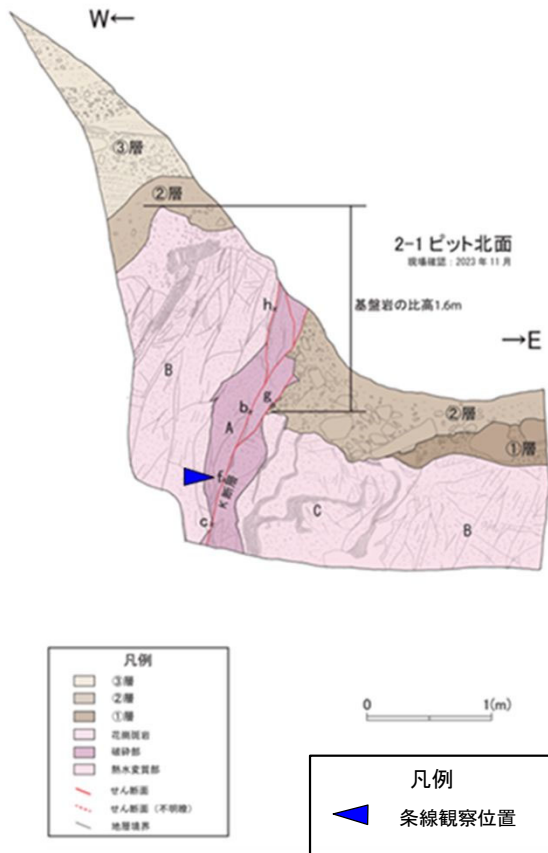 W←
③層
②層
2-1 ピット北面
現場確認：2023 年 11 月
h
基盤岩の比高1.6m
→E
B
g
b
A
②層
①層
f
K断層
C
B
c
凡例
③層
②層
①層
花崗斑岩
破砕部
熱水変質部
せん断面
せん断面（不明瞭）
地層境界
0 1(m)
凡例
条線観察位置